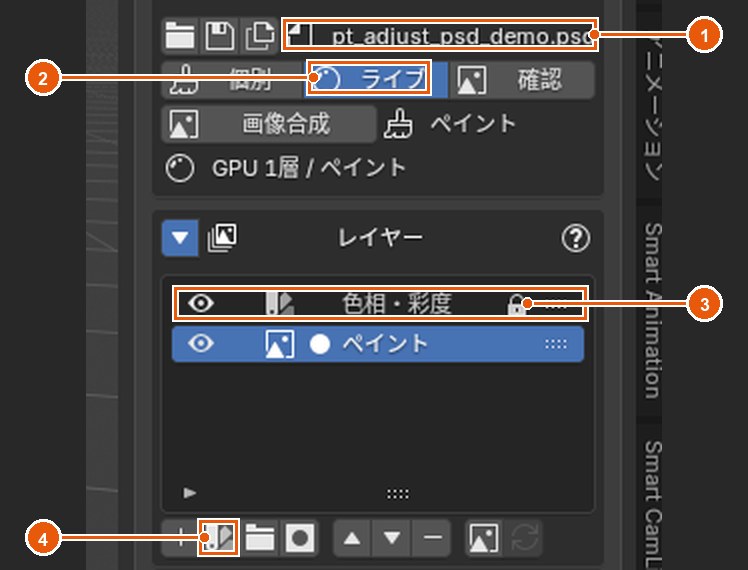 pt_adjust_psd_demo.psd
1
2
個別 ライブ 確認
画像合成 ペイント
GPU 1層 / ペイント
レイヤー
色相・彩度
3
ペイント
4
ニメーション
Smart Animation
Smart CamL